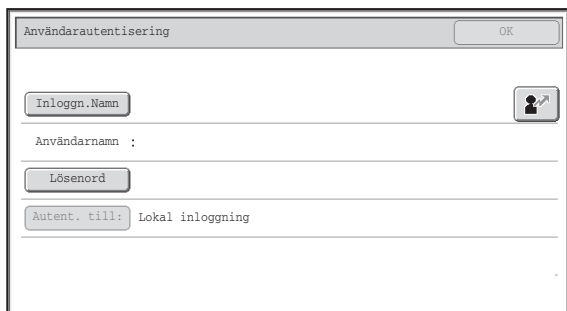 Användarautentisering OK
Inloggn.Namn
Användarnamn :
Lösenord
Autent. till: Lokal inloggning